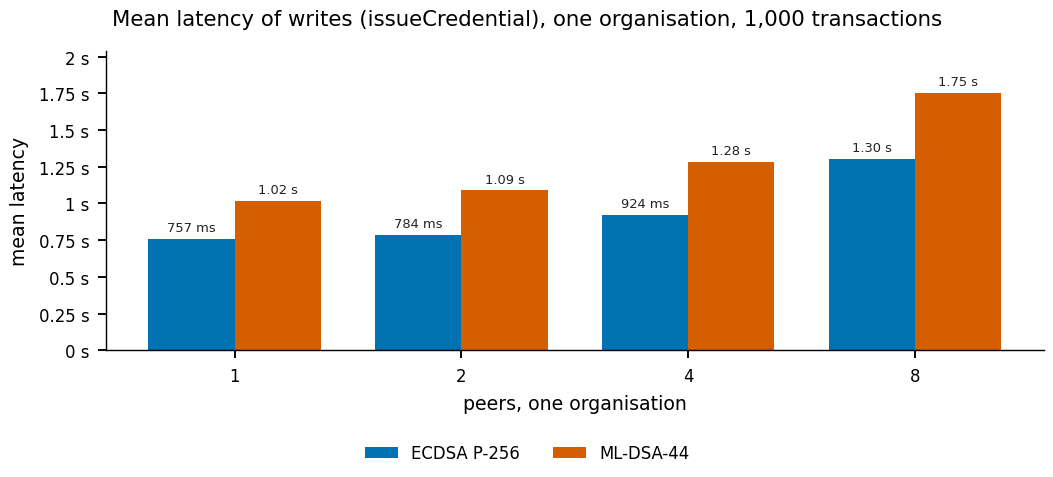 Mean latency of writes (issueCredential), one organisation, 1,000 transactions
mean latency
2 s
1.75 s
1.5 s
1.25 s
1 s
0.75 s
0.5 s
0.25 s
0 s
757 ms
1.02 s
784 ms
1.09 s
924 ms
1.28 s
1.30 s
1.75 s
1 2 4 8
peers, one organisation
ECDSA P-256 ML-DSA-44